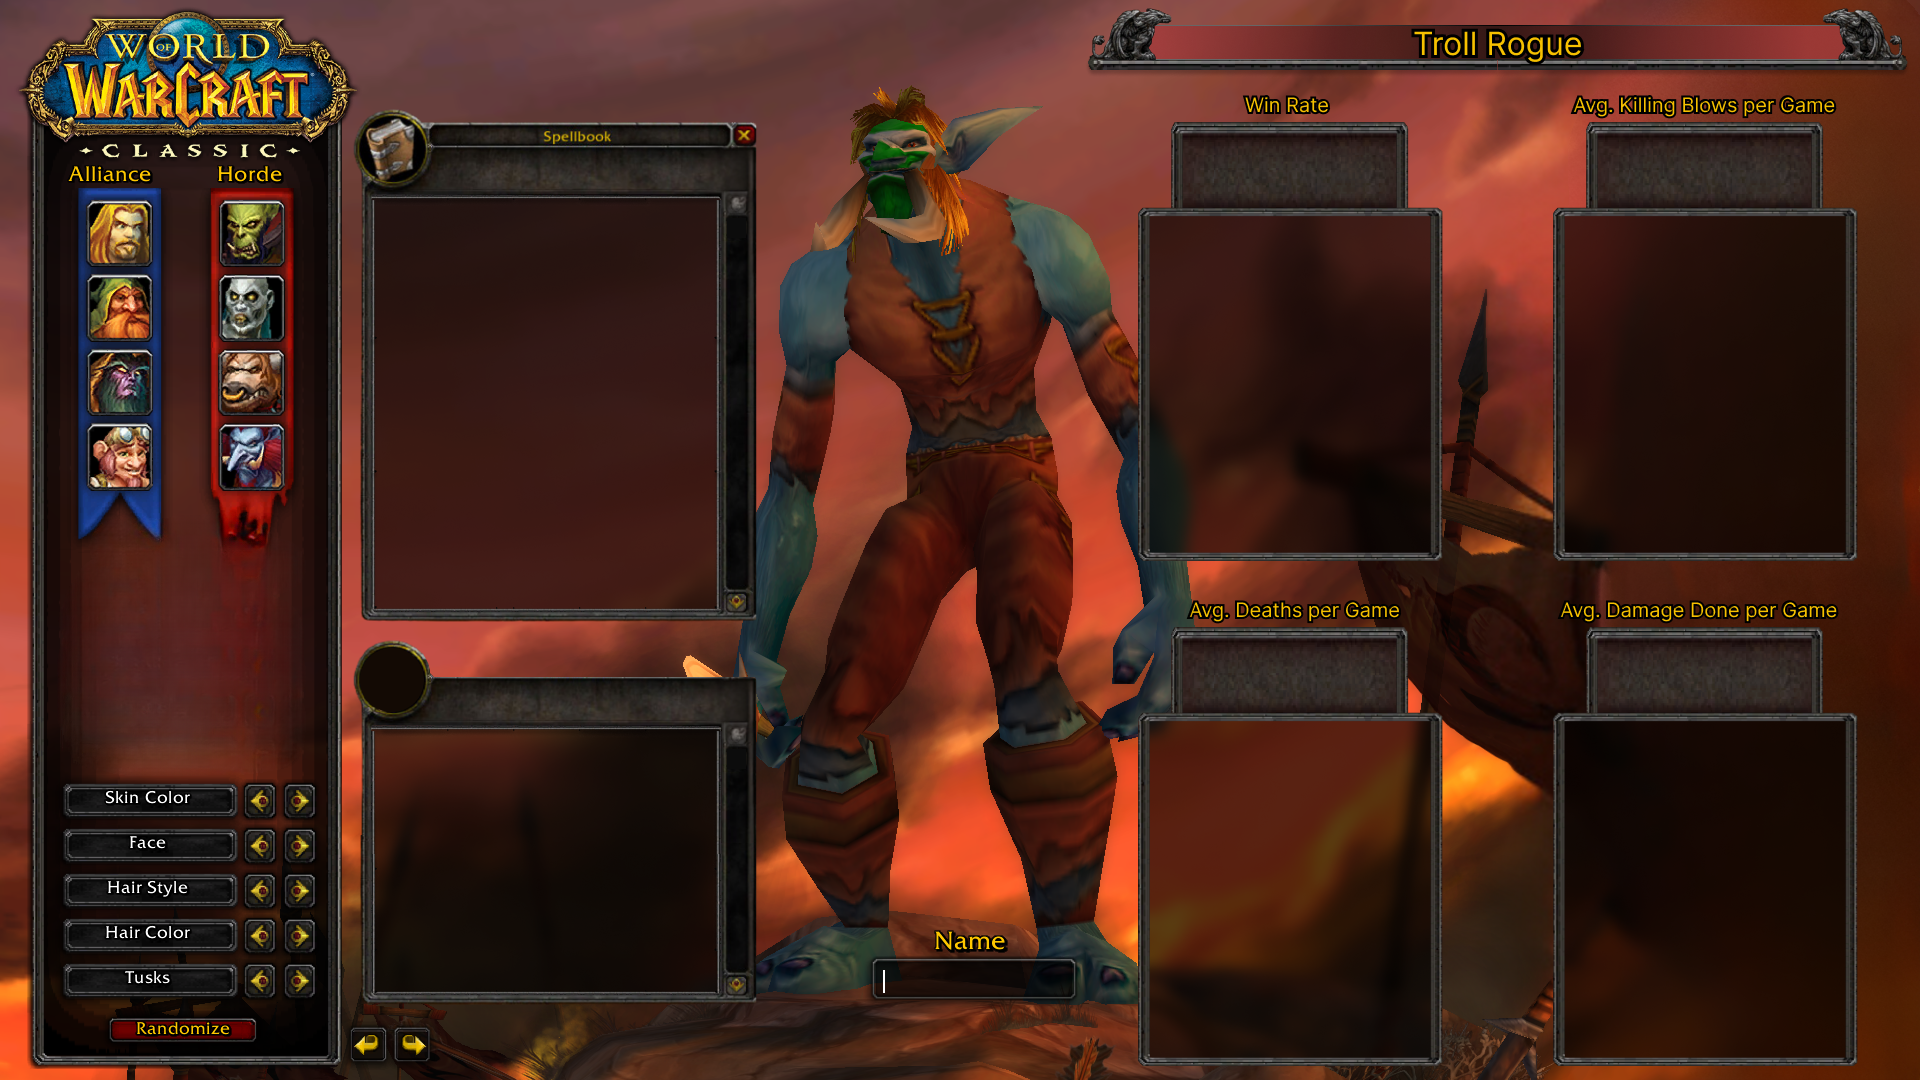 WORLD OF WARCRAFT
CLASSIC
Alliance
Horde
Skin Color
Face
Hair Style
Hair Color
Tusks
Randomize
Spellbook
Name
Troll Rogue
Win Rate
Avg. Killing Blows per Game
Avg. Deaths per Game
Avg. Damage Done per Game